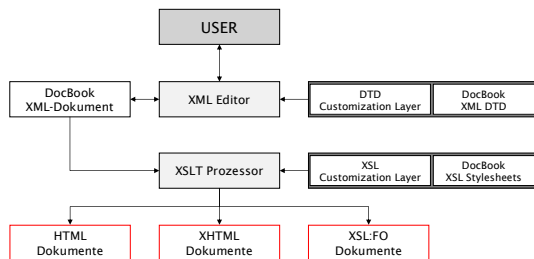 USER
DocBook
XML-Dokument
XML Editor
DTD
Customization Layer
DocBook
XML DTD
XSLT Prozessor
XSL
Customization Layer
DocBook
XSL Stylesheets
HTML
Dokumente
XHTML
Dokumente
XSL:FO
Dokumente